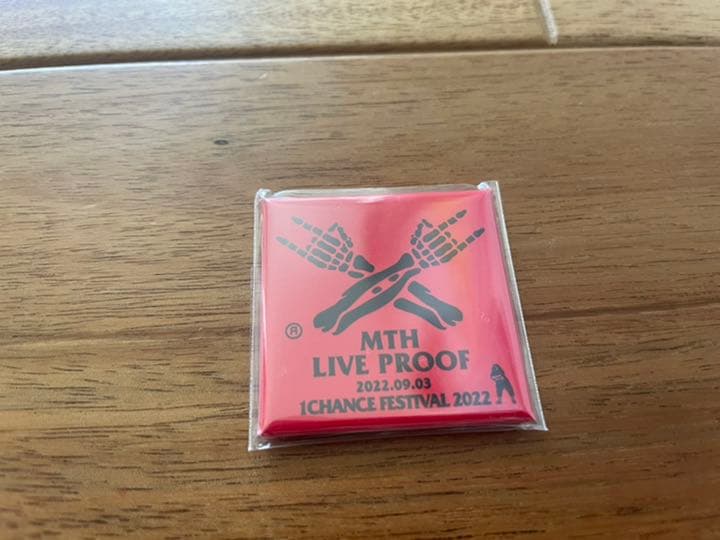 ®
MTH
LIVE PROOF
2022.09.03
1CHANCE FESTIVAL 2022